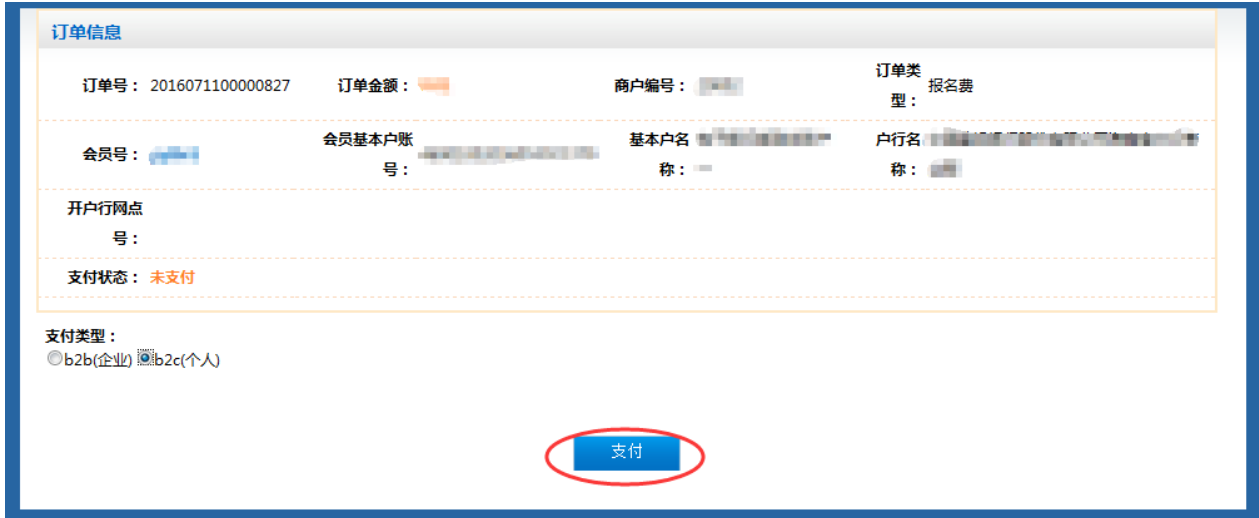 订单信息
订单号： 2016071100000827 订单金额： 商户编号： 订单类型： 报名费
会员号： 会员基本户账号： 基本户名称： 户行名称：
开户行网点号：
支付状态： 未支付
支付类型：
b2b(企业) b2c(个人)
支付